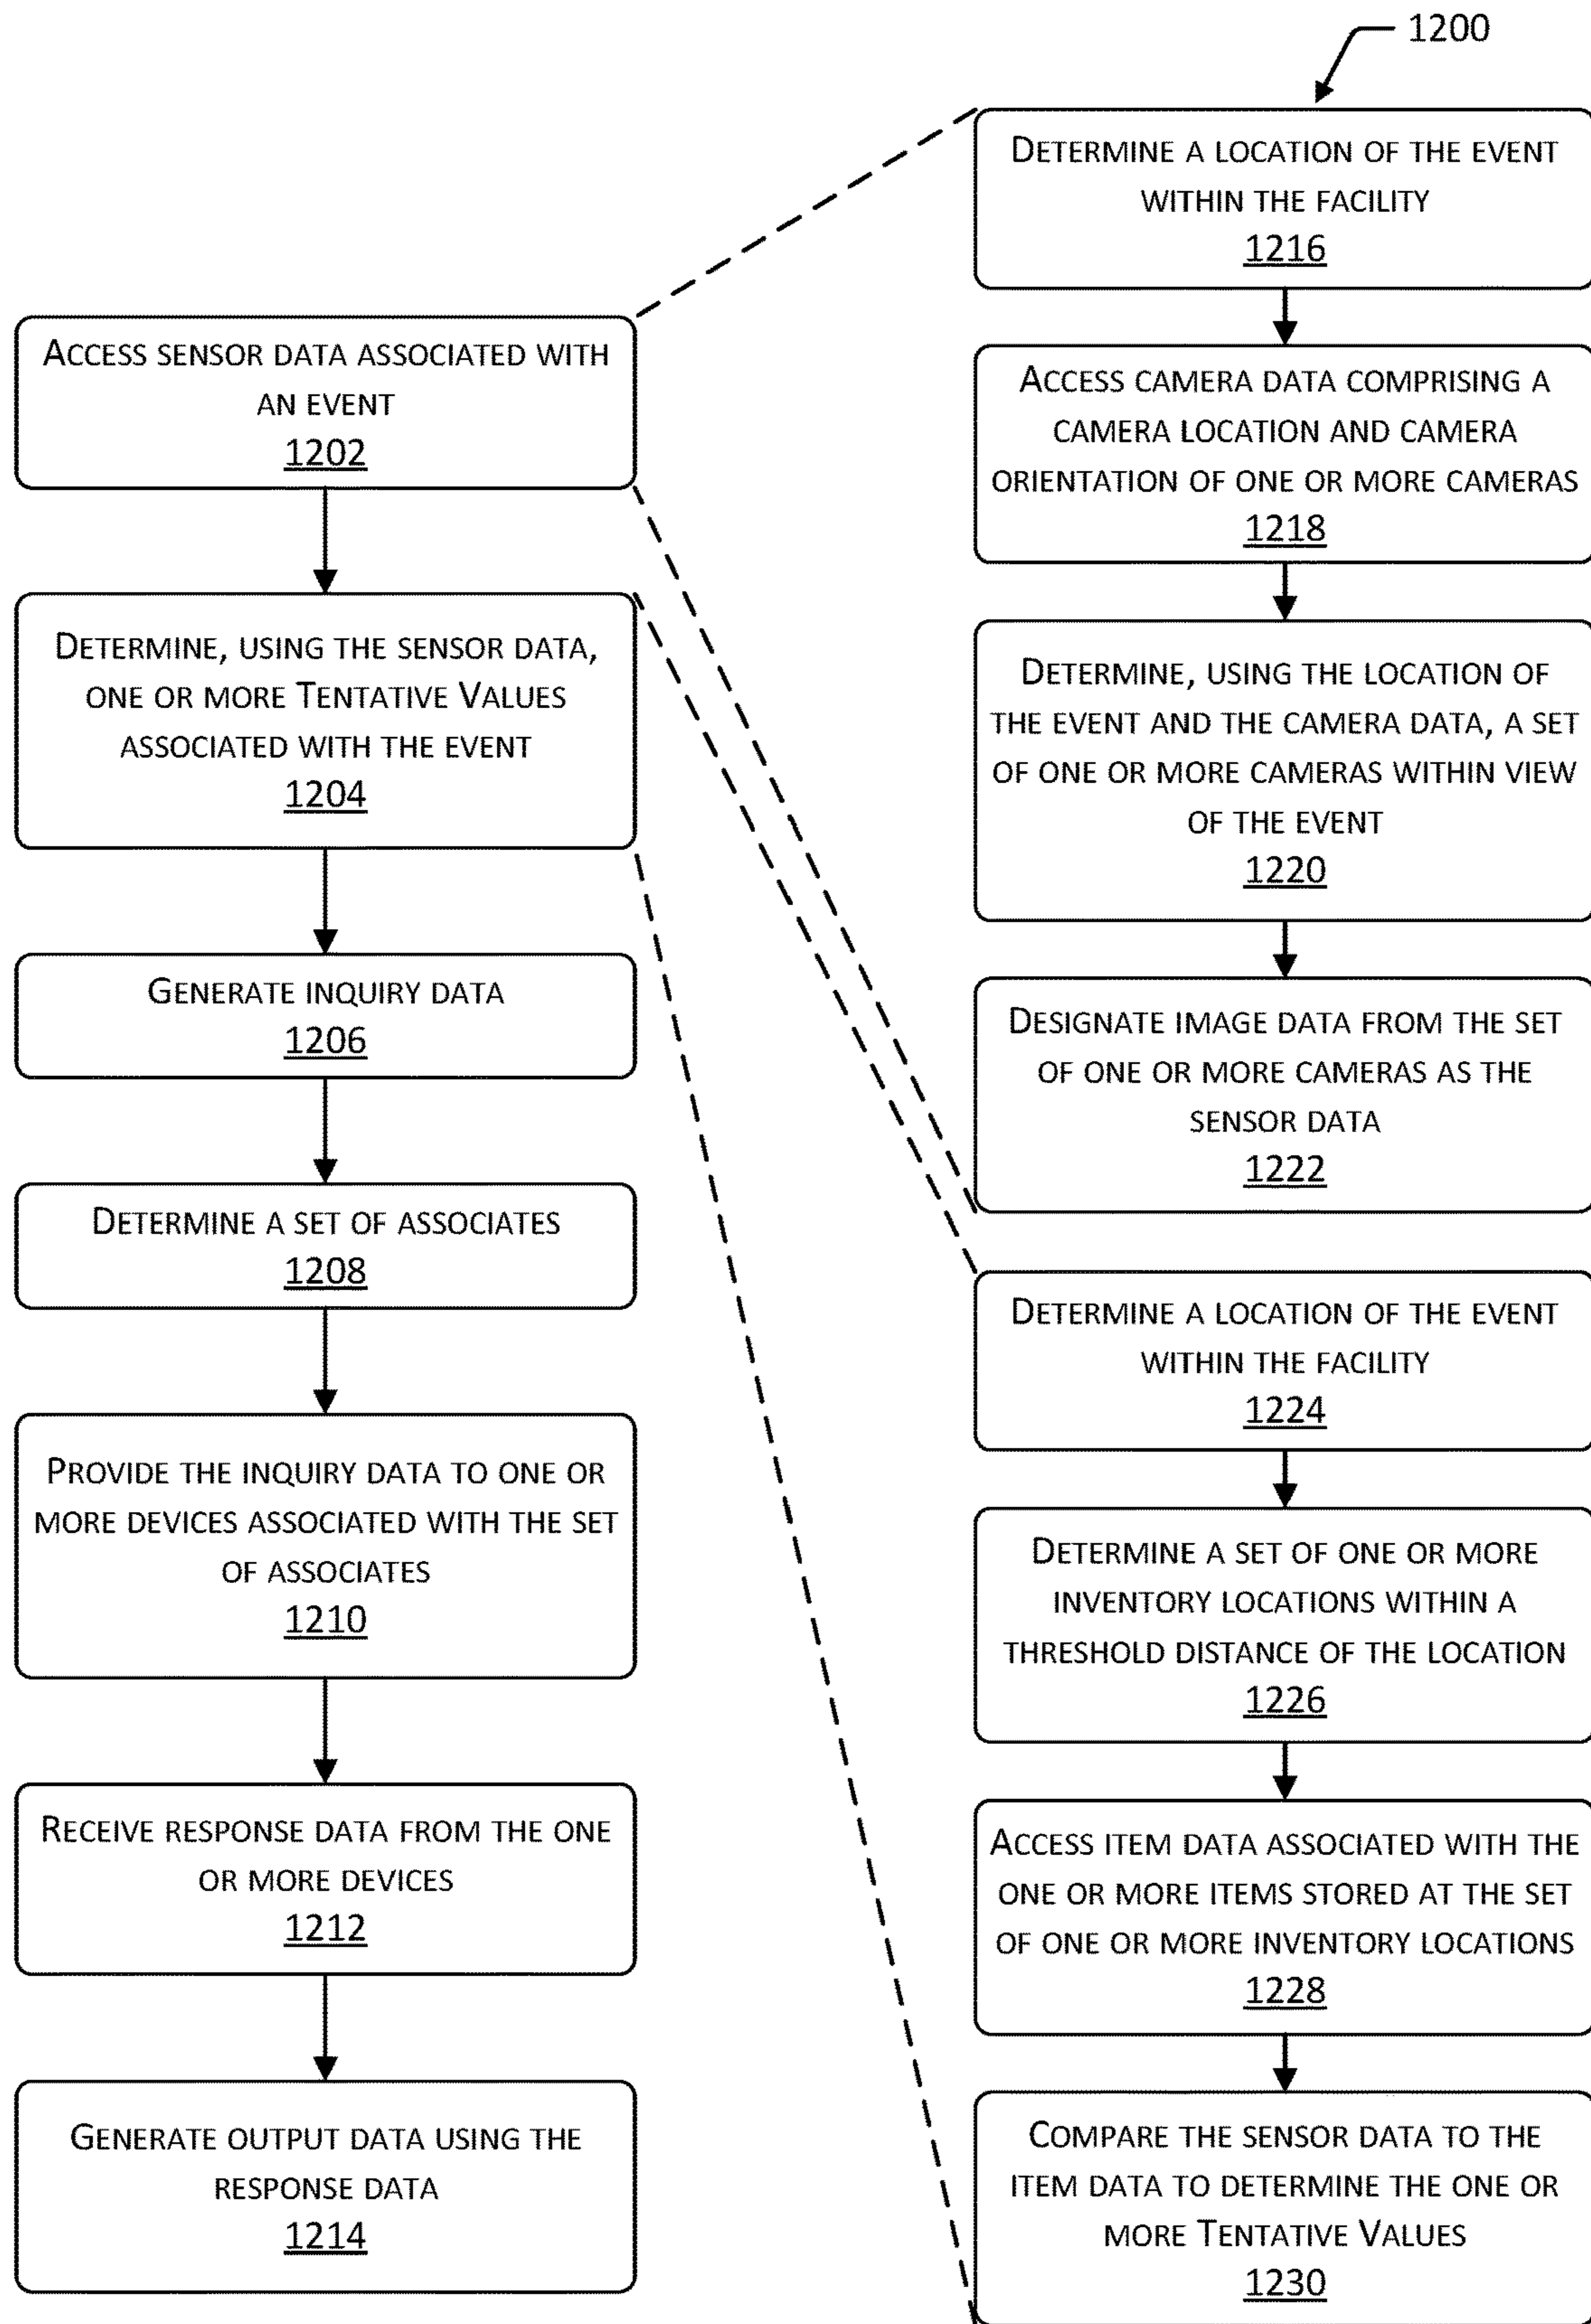 1200
ACCESS SENSOR DATA ASSOCIATED WITH
AN EVENT
1202
DETERMINE, USING THE SENSOR DATA,
ONE OR MORE TENTATIVE VALUES
ASSOCIATED WITH THE EVENT
1204
GENERATE INQUIRY DATA
1206
DETERMINE A SET OF ASSOCIATES
1208
PROVIDE THE INQUIRY DATA TO ONE OR
MORE DEVICES ASSOCIATED WITH THE SET
OF ASSOCIATES
1210
RECEIVE RESPONSE DATA FROM THE ONE
OR MORE DEVICES
1212
GENERATE OUTPUT DATA USING THE
RESPONSE DATA
1214
DETERMINE A LOCATION OF THE EVENT
WITHIN THE FACILITY
1216
ACCESS CAMERA DATA COMPRISING A
CAMERA LOCATION AND CAMERA
ORIENTATION OF ONE OR MORE CAMERAS
1218
DETERMINE, USING THE LOCATION OF
THE EVENT AND THE CAMERA DATA, A SET
OF ONE OR MORE CAMERAS WITHIN VIEW
OF THE EVENT
1220
DESIGNATE IMAGE DATA FROM THE SET
OF ONE OR MORE CAMERAS AS THE
SENSOR DATA
1222
DETERMINE A LOCATION OF THE EVENT
WITHIN THE FACILITY
1224
DETERMINE A SET OF ONE OR MORE
INVENTORY LOCATIONS WITHIN A
THRESHOLD DISTANCE OF THE LOCATION
1226
ACCESS ITEM DATA ASSOCIATED WITH THE
ONE OR MORE ITEMS STORED AT THE SET
OF ONE OR MORE INVENTORY LOCATIONS
1228
COMPARE THE SENSOR DATA TO THE
ITEM DATA TO DETERMINE THE ONE OR
MORE TENTATIVE VALUES
1230